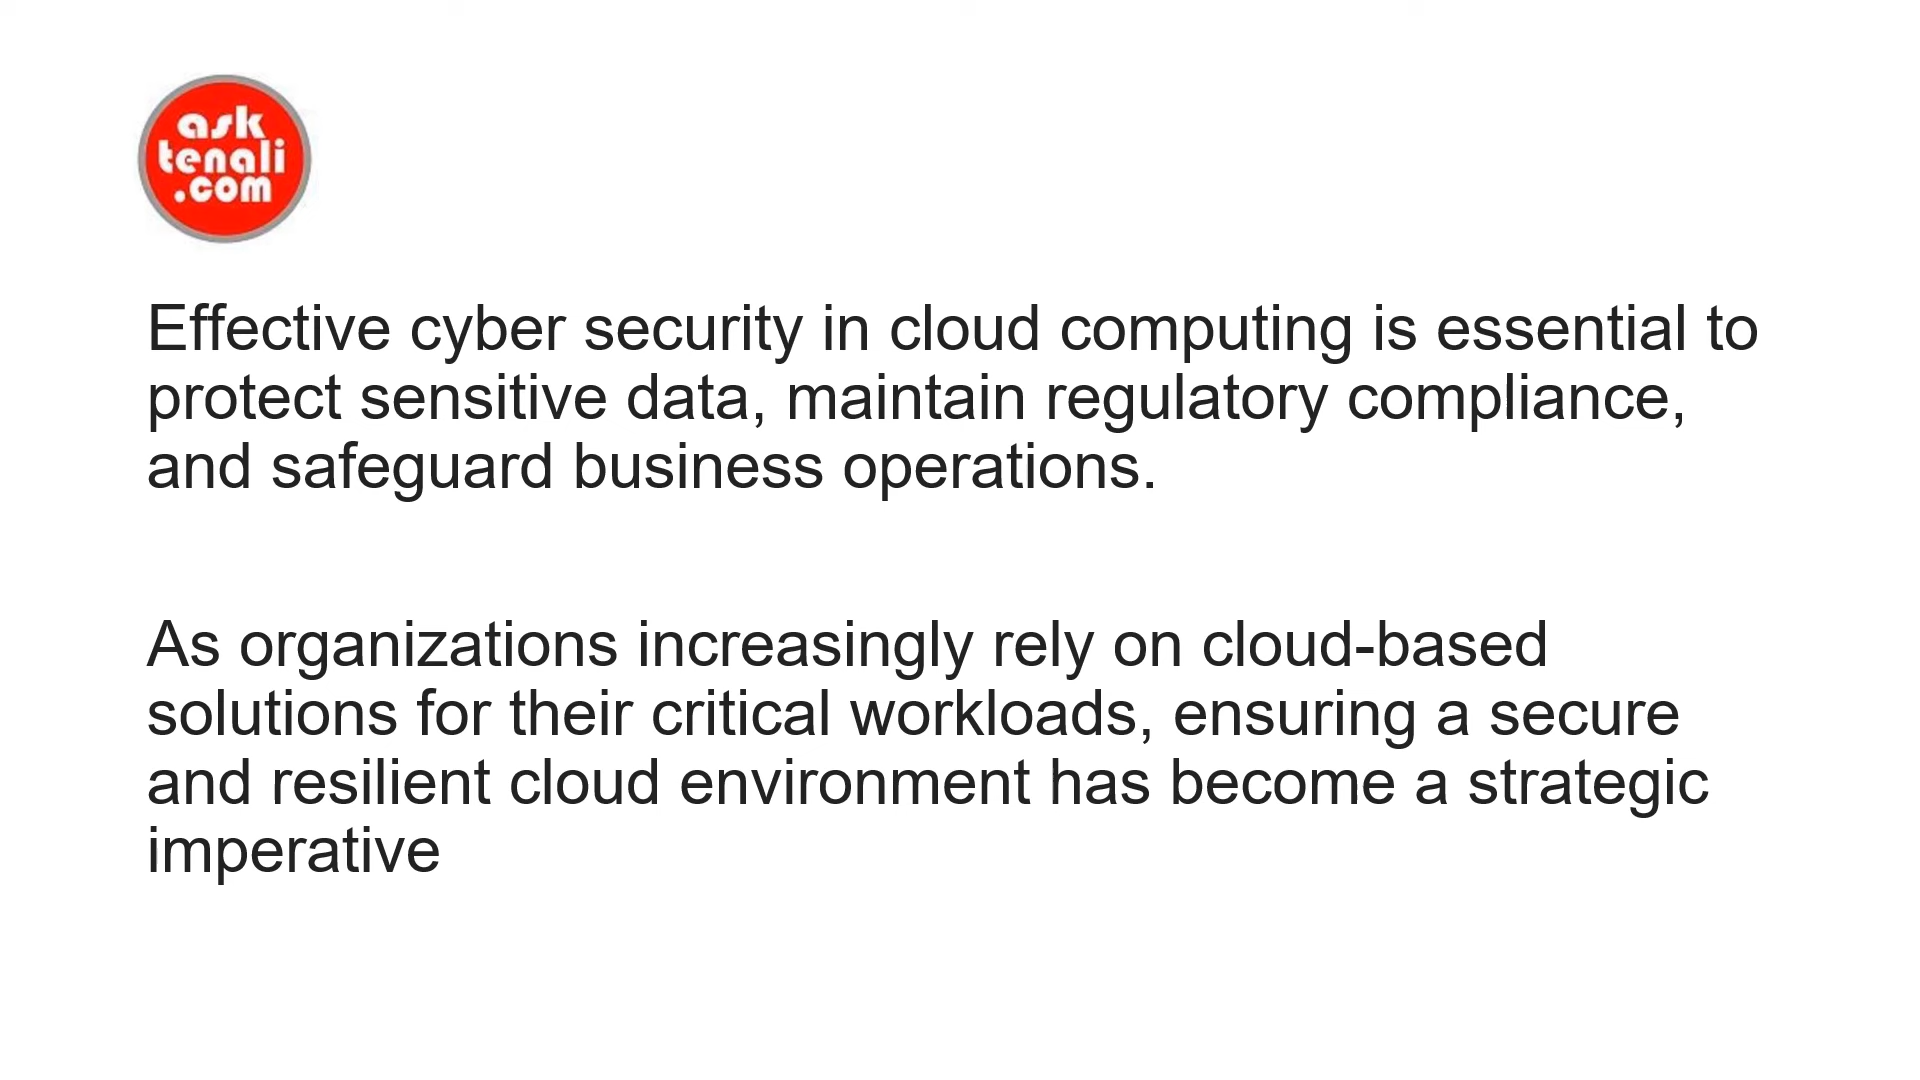 ask
tenali
.com
Effective cyber security in cloud computing is essential to
protect sensitive data, maintain regulatory compliance,
and safeguard business operations.
As organizations increasingly rely on cloud-based
solutions for their critical workloads, ensuring a secure
and resilient cloud environment has become a strategic
imperative